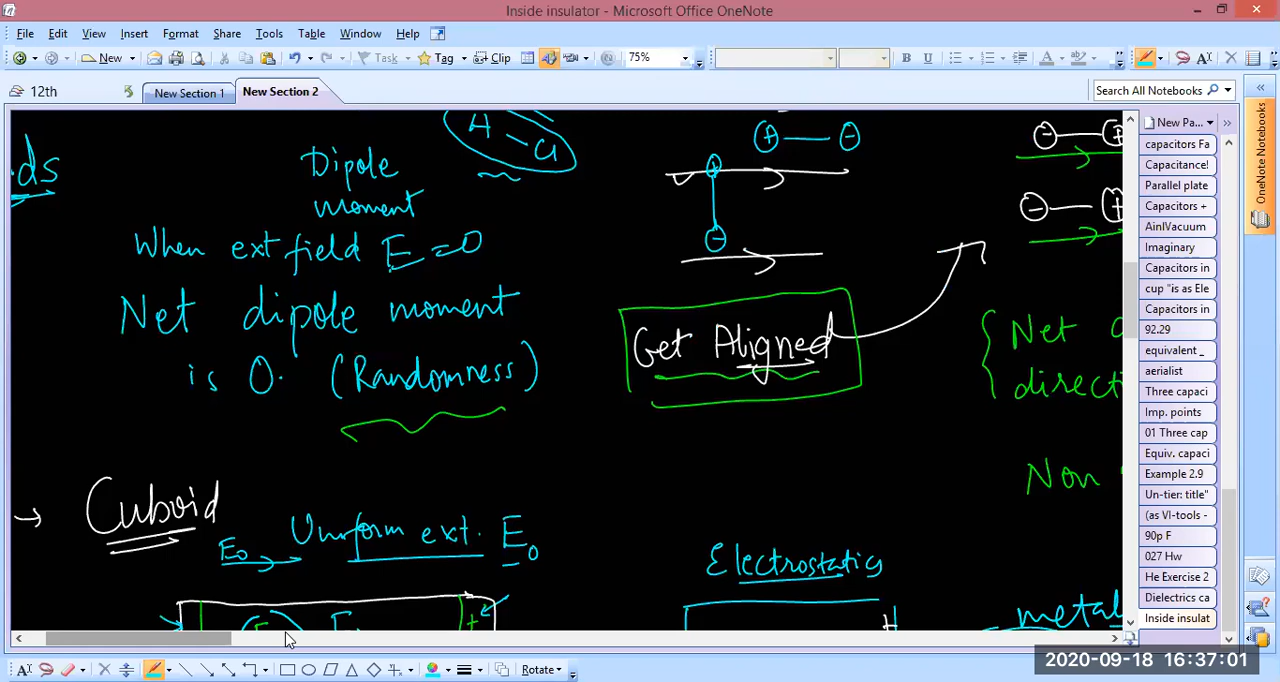 Inside insulator - Microsoft Office OneNote
File Edit View Insert Format Share Tools Table Window Help
New Task Tag Clip 75% B U
12th New Section 1 New Section 2 Search All Notebooks
New Pa...
OneNote Notebooks
capacitors Fa
Capacitance!
Parallel plate
Capacitors +
AinlVacuum
Imaginary
Capacitors in
cup "is as Ele
Capacitors in
92.29
equivalent _
aerialist
Three capaci
Imp. points
01 Three cap
Equiv. capaci
Example 2.9
Un-tier: title"
(as VI-tools -
90p F
027 Hw
He Exercise 2
Dielectrics ca
Inside insulat
ds
Dipole
moment
When ext field E = 0
Net dipole moment
is 0. (Randomness)
+ -
+
-
- +
- +
Get Aligned
Net
directi
Non
→ Cuboid
E0 Uniform ext. E0
Electrostatics
metal
+
2020-09-18 16:37:01
Rotate